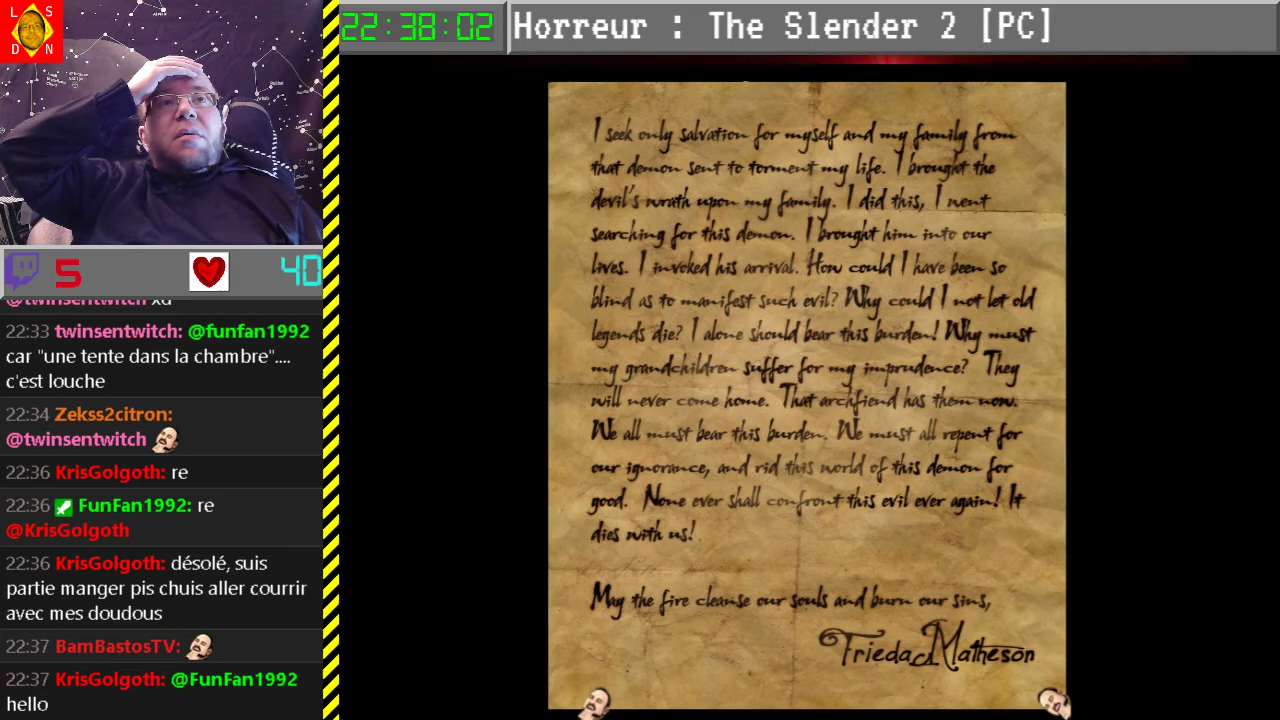 L S
D N
22:38:02
Horreur : The Slender 2 [PC]
5
40
@twinsentwitch xd
22:33 twinsentwitch: @funfan1992
car "une tente dans la chambre"....
c'est louche
22:34 Zekss2citron:
@twinsentwitch
22:36 KrisGolgoth: re
22:36 FunFan1992: re
@KrisGolgoth
22:36 KrisGolgoth: désolé, suis
partie manger pis chuis aller courrir
avec mes doudous
22:37 BamBastosTV:
22:37 KrisGolgoth: @FunFan1992
hello
I seek only salvation for myself and my family from
that demon sent to torment my life. I brought the
devil's wrath upon my family. I did this, I went
searching for this demon. I brought him into our
lives. I invoked his arrival. How could I have been so
blind as to manifest such evil? Why could I not let old
legends die? I alone should bear this burden! Why must
my grandchildren suffer for my imprudence? They
will never come home. That archfiend has them now.
We all must bear this burden. We must all repent for
our ignorance, and rid this world of this demon for
good. None ever shall confront this evil ever again! It
dies with us!
May the fire cleanse our souls and burn our sins,
Frieda Matheson